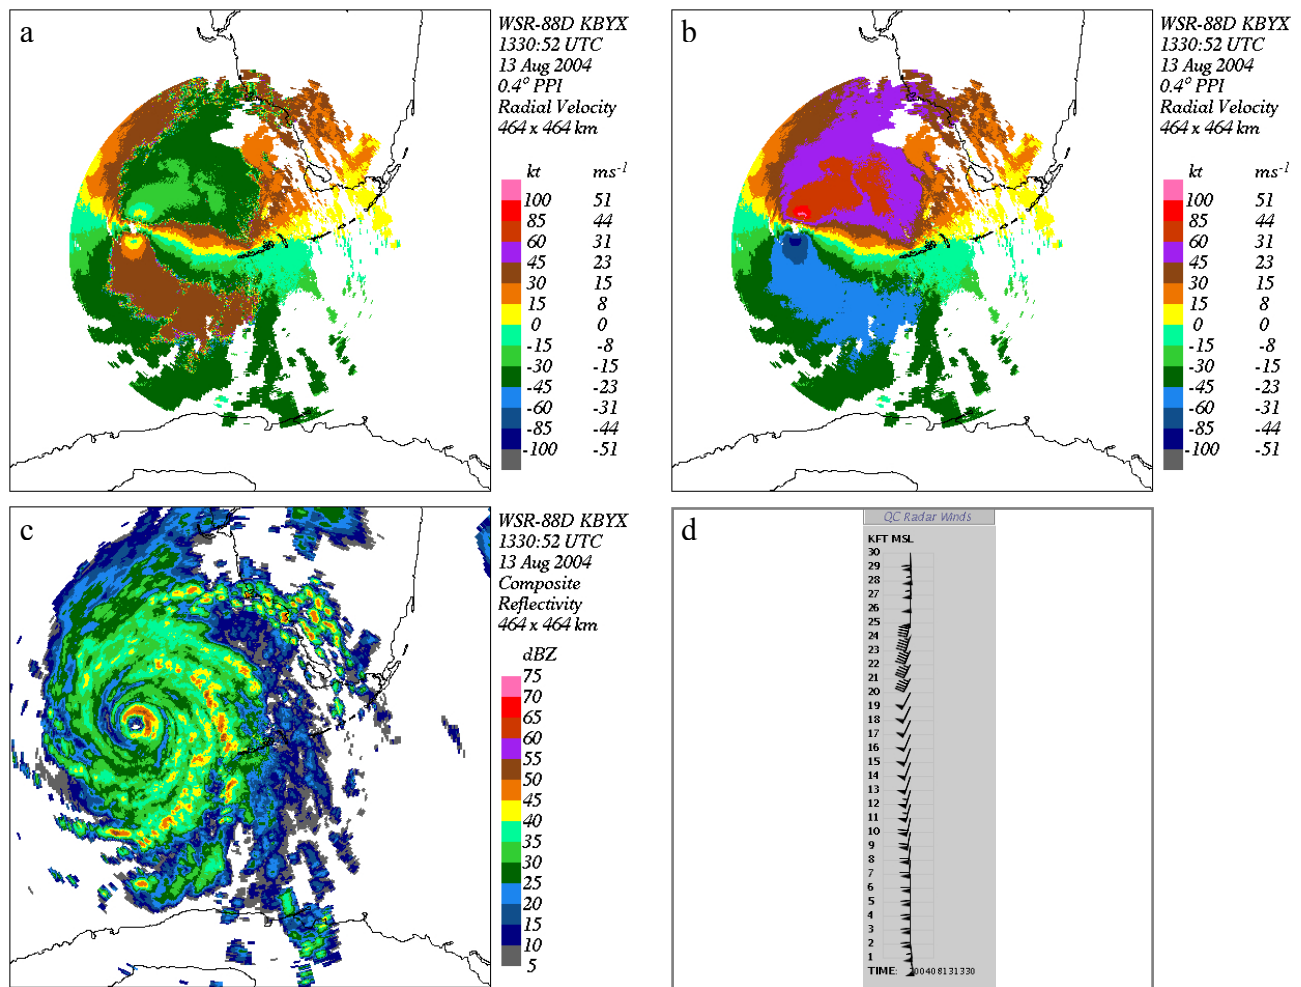 a
WSR-88D KBYX
1330:52 UTC
13 Aug 2004
0.4° PPI
Radial Velocity
464 x 464 km
kt ms-1
100 51
85 44
60 31
45 23
30 15
15 8
0 0
-15 -8
-30 -15
-45 -23
-60 -31
-85 -44
-100 -51
b
WSR-88D KBYX
1330:52 UTC
13 Aug 2004
0.4° PPI
Radial Velocity
464 x 464 km
kt ms-1
100 51
85 44
60 31
45 23
30 15
15 8
0 0
-15 -8
-30 -15
-45 -23
-60 -31
-85 -44
-100 -51
c
WSR-88D KBYX
1330:52 UTC
13 Aug 2004
Composite
Reflectivity
464 x 464 km
dBZ
75
70
65
60
55
50
45
40
35
30
25
20
15
10
5
d
QC Radar Winds
KFT MSL
30
29
28
27
26
25
24
23
22
21
20
19
18
17
16
15
14
13
12
11
10
9
8
7
6
5
4
3
2
1
TIME: 200408131330